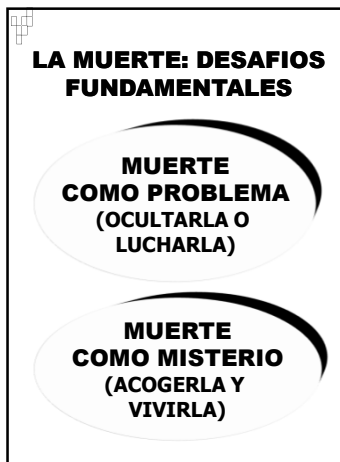 LA MUERTE: DESAFIOS
FUNDAMENTALES
MUERTE
COMO PROBLEMA
(OCULTARLA O
LUCHARLA)
MUERTE
COMO MISTERIO
(ACOGERLA Y
VIVIRLA)